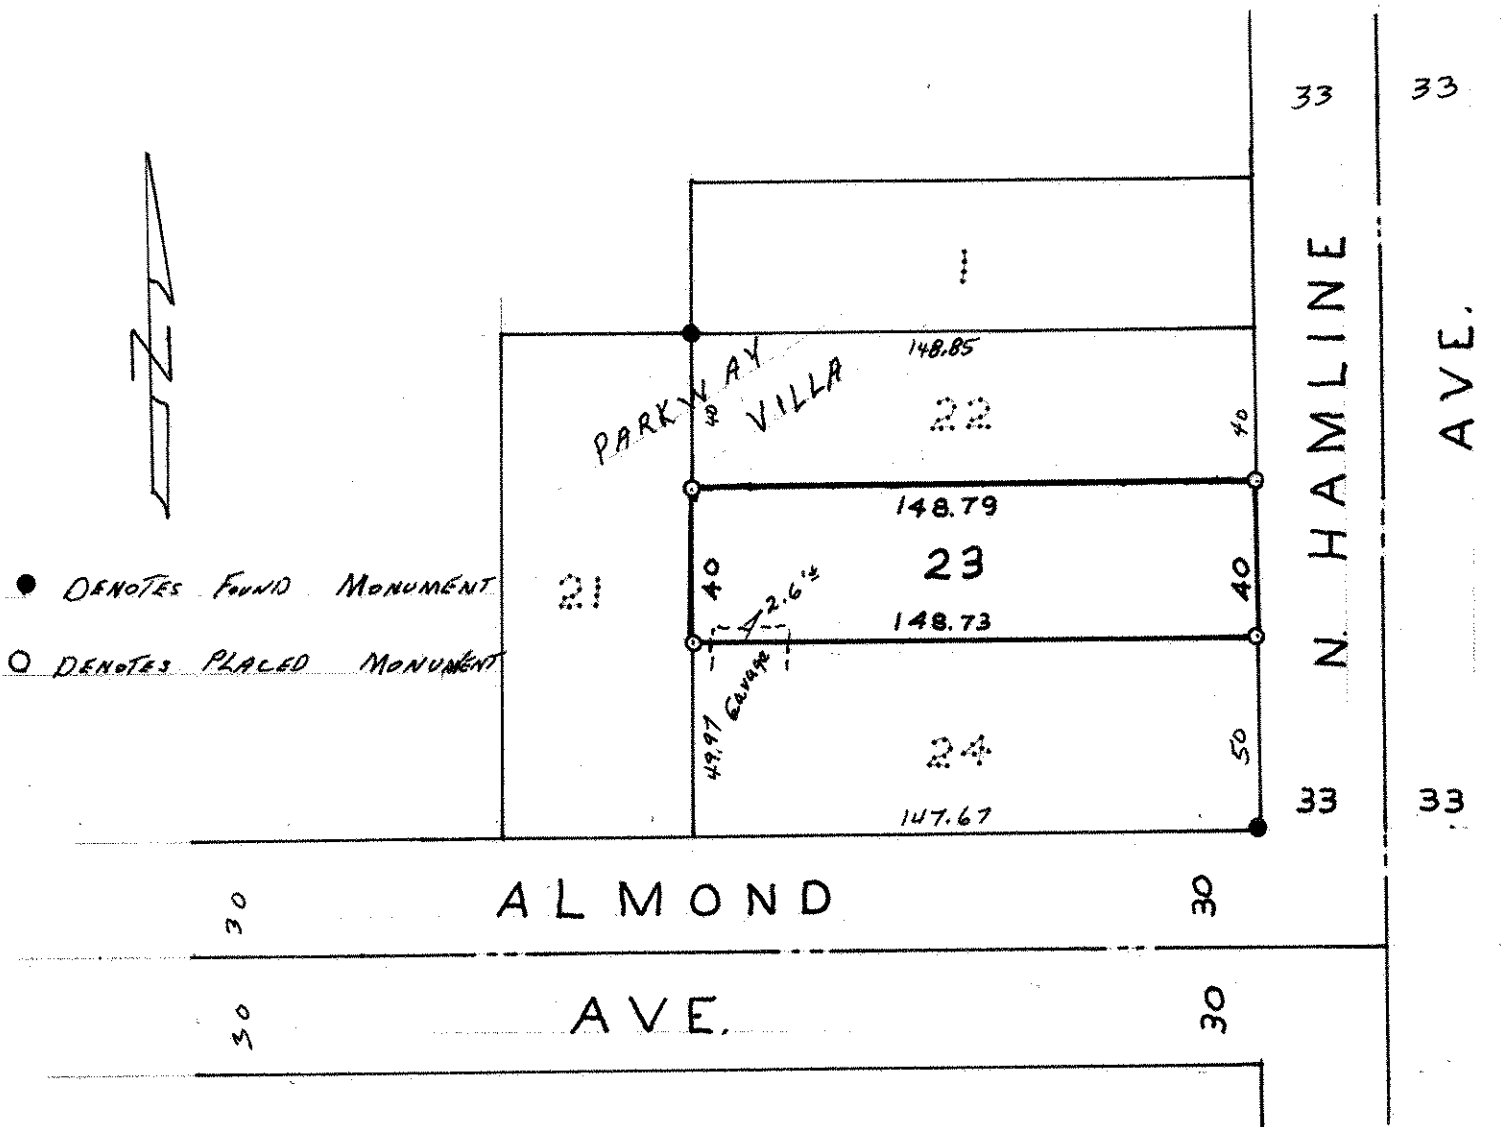 33 33
1
N
148.85
PARKWAY
VILLA
40
22
40
N. HAMLINE
AVE.
148.79
23
40
40
21
2.6'±
148.73
● DENOTES FOUND MONUMENT
○ DENOTES PLACED MONUMENT
Garage
49.97
24
50
147.67
33 33
30
ALMOND
30
30
AVE.
30